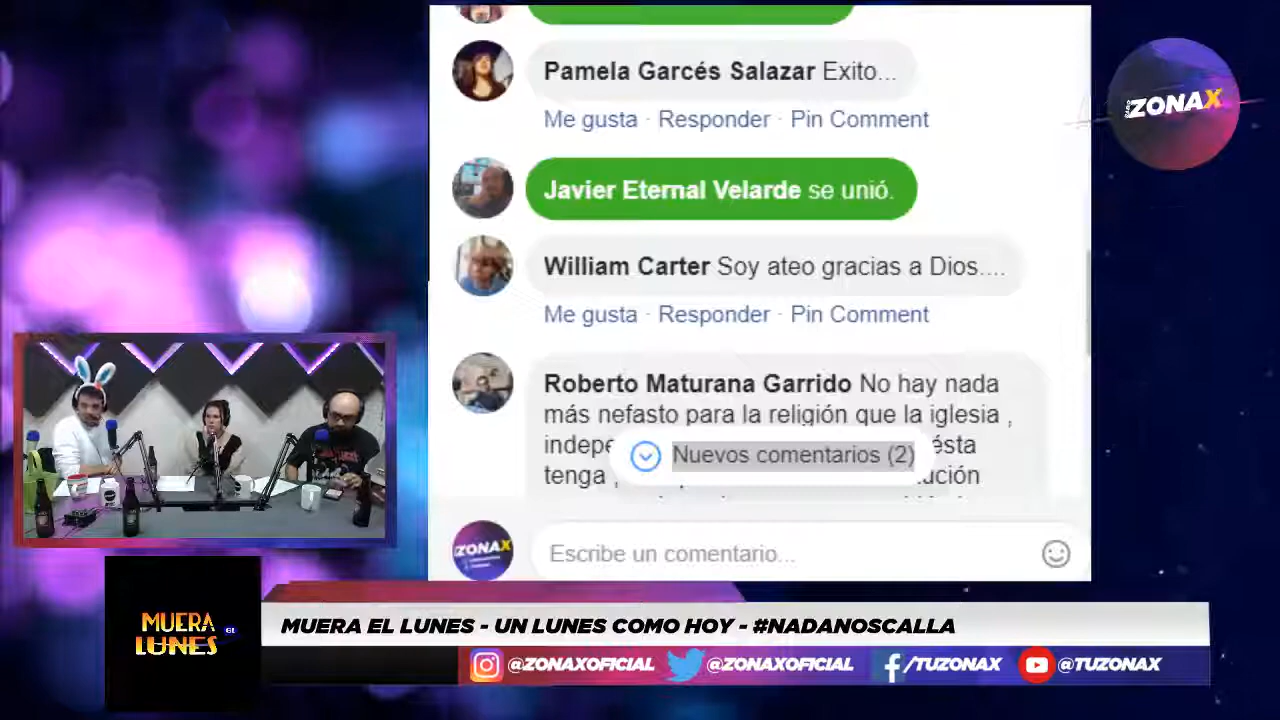 Pamela Garcés Salazar Exito...
Me gusta · Responder · Pin Comment
Javier Eternal Velarde se unió.
William Carter Soy ateo gracias a Dios....
Me gusta · Responder · Pin Comment
Roberto Maturana Garrido No hay nada
más nefasto para la religión que la iglesia ,
ésta
tenga ,
Nuevos comentarios (2)
Escribe un comentario...
ZONAX
ZONAX
MUERA EL LUNES
MUERA EL LUNES - UN LUNES COMO HOY - #NADANOSCALLA
@ZONAXOFICIAL @ZONAXOFICIAL /TUZONAX @TUZONAX